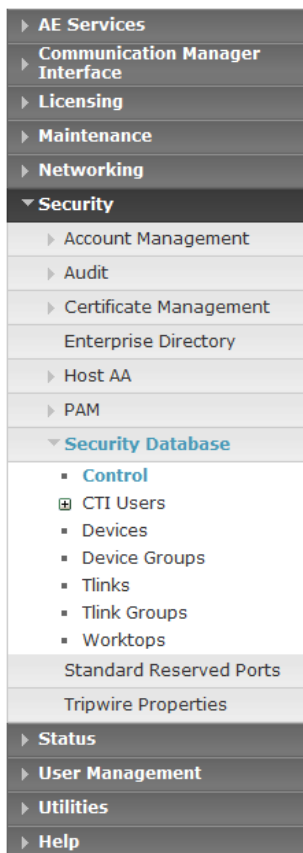 AE Services
Communication Manager
Interface
Licensing
Maintenance
Networking
Security
Account Management
Audit
Certificate Management
Enterprise Directory
Host AA
PAM
Security Database
Control
CTI Users
Devices
Device Groups
Tlinks
Tlink Groups
Worktops
Standard Reserved Ports
Tripwire Properties
Status
User Management
Utilities
Help